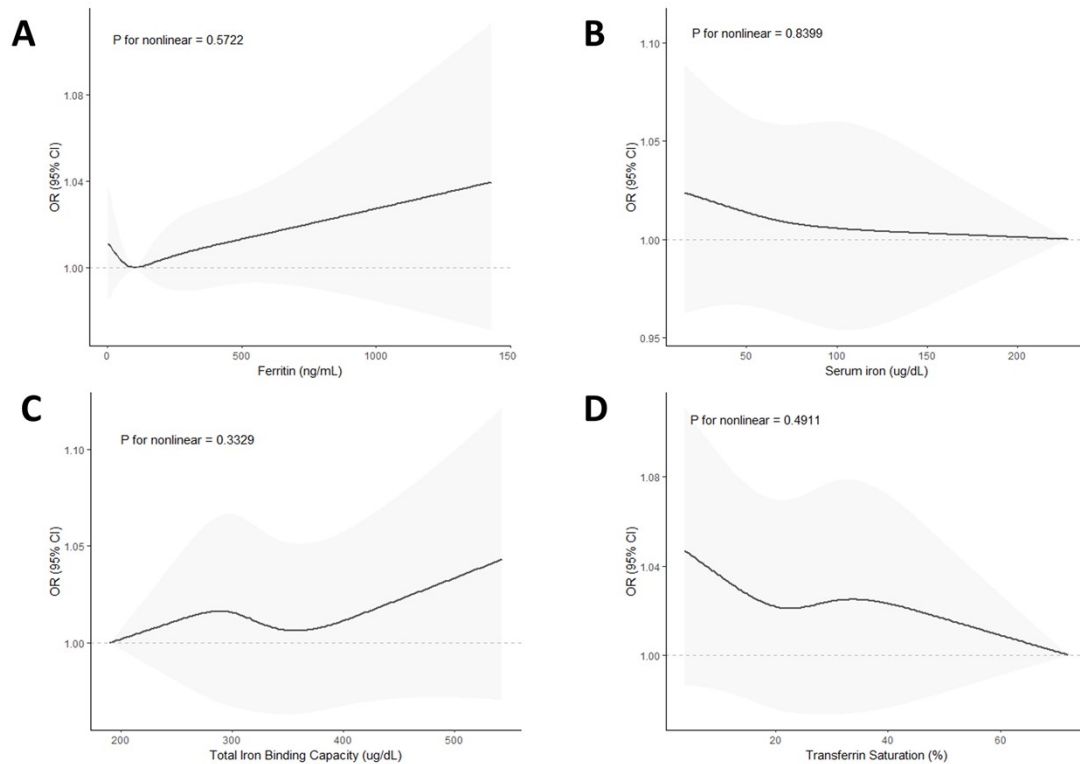 A
P for nonlinear = 0.5722
1.08
1.04
1.00
OR (95% CI)
0
500
1000
150
Ferritin (ng/mL)
B
P for nonlinear = 0.8399
1.10
1.05
1.00
0.95
OR (95% CI)
50
100
150
200
Serum iron (ug/dL)
C
P for nonlinear = 0.3329
1.10
1.05
1.00
OR (95% CI)
200
300
400
500
Total Iron Binding Capacity (ug/dL)
D
P for nonlinear = 0.4911
1.08
1.04
1.00
OR (95% CI)
20
40
60
Transferrin Saturation (%)